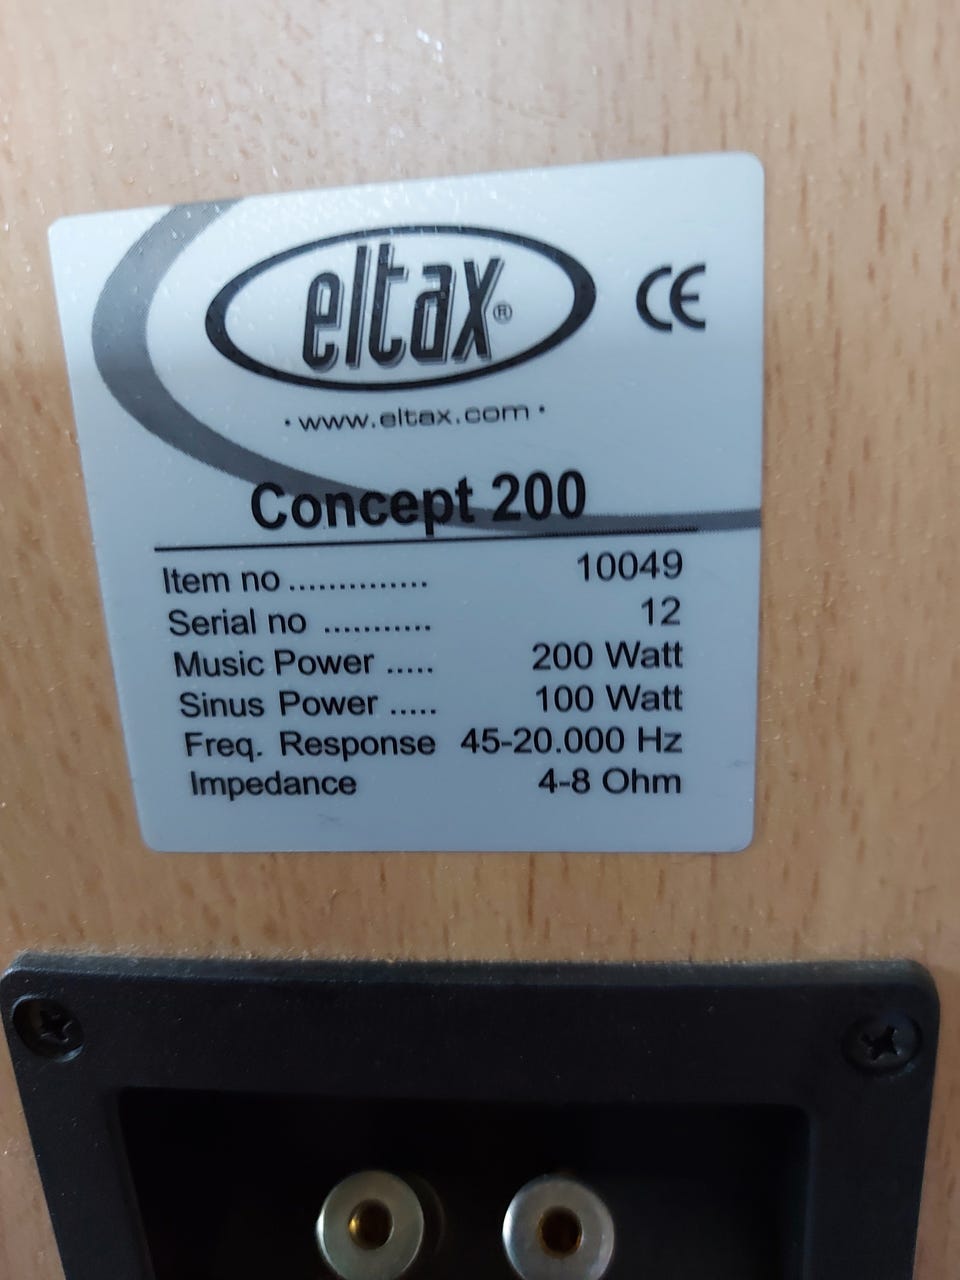 eltax®
CE
· www.eltax.com ·
Concept 200
Item no .............. 10049
Serial no ........... 12
Music Power ..... 200 Watt
Sinus Power ..... 100 Watt
Freq. Response 45-20.000 Hz
Impedance 4-8 Ohm